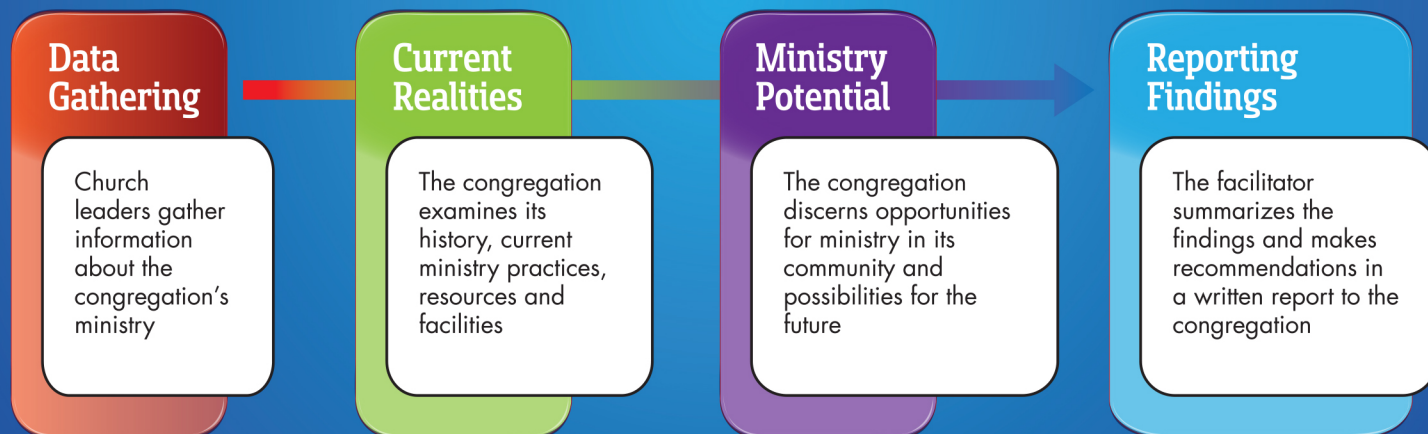 Data
Gathering
Church
leaders gather
information
about the
congregation's
ministry
Current
Realities
The congregation
examines its
history, current
ministry practices,
resources and
facilities
Ministry
Potential
The congregation
discerns opportunities
for ministry in its
community and
possibilities for the
future
Reporting
Findings
The facilitator
summarizes the
findings and makes
recommendations in
a written report to the
congregation